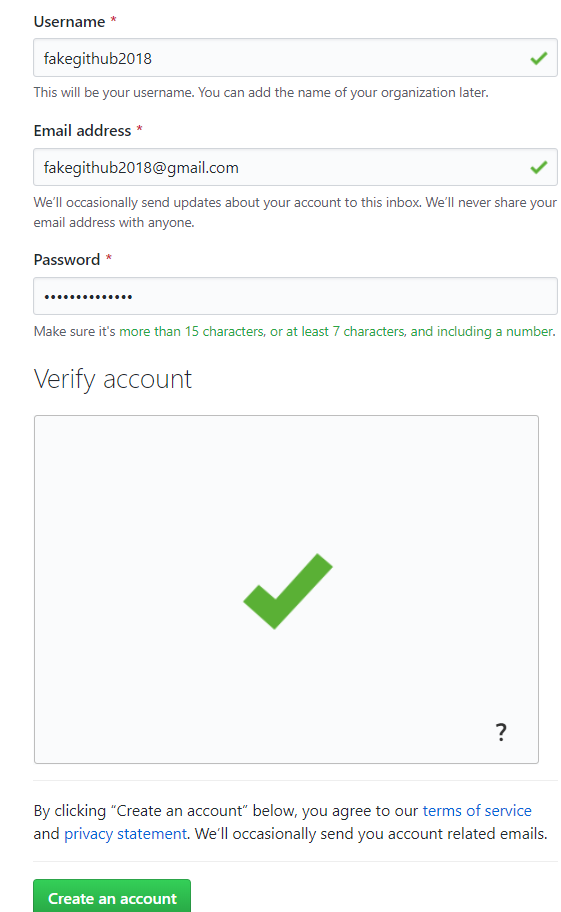 Username *
fakegithub2018
This will be your username. You can add the name of your organization later.
Email address *
fakegithub2018@gmail.com
We’ll occasionally send updates about your account to this inbox. We’ll never share your
email address with anyone.
Password *
••••••••••••••
Make sure it's more than 15 characters, or at least 7 characters, and including a number.
Verify account
?
By clicking “Create an account” below, you agree to our terms of service
and privacy statement. We’ll occasionally send you account related emails.
Create an account